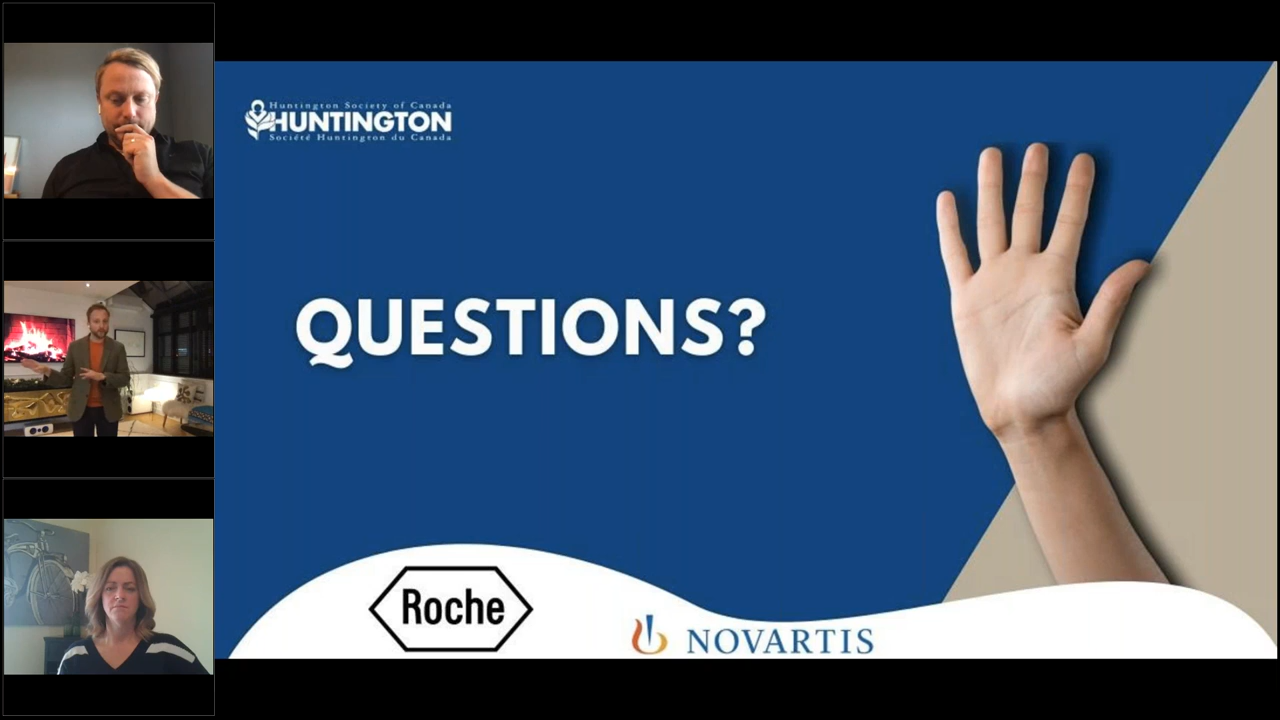 Huntington Society of Canada
HUNTINGTON
Société Huntington du Canada
QUESTIONS?
Roche
NOVARTIS